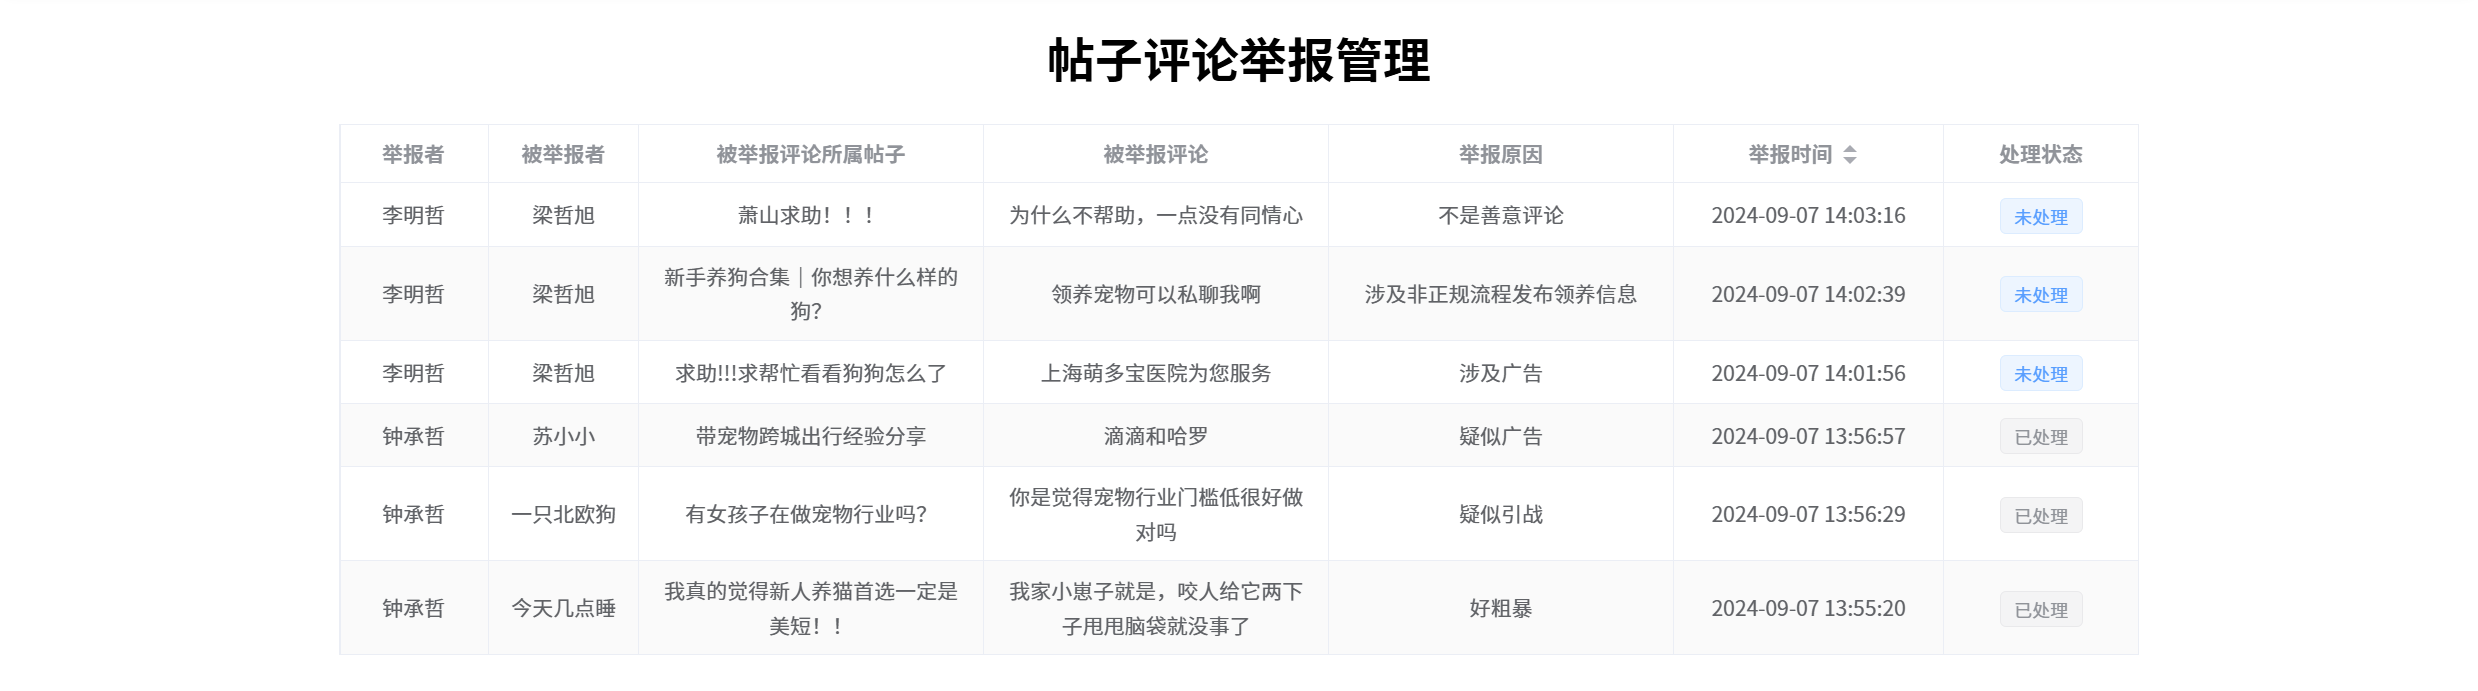 帖子评论举报管理
举报者 被举报者 被举报评论所属帖子 被举报评论 举报原因 举报时间 处理状态
李明哲 梁哲旭 萧山求助！！！ 为什么不帮助，一点没有同情心 不是善意评论 2024-09-07 14:03:16 未处理
李明哲 梁哲旭 新手养狗合集｜你想养什么样的
狗？ 领养宠物可以私聊我啊 涉及非正规流程发布领养信息 2024-09-07 14:02:39 未处理
李明哲 梁哲旭 求助!!!求帮忙看看狗狗怎么了 上海萌多宝医院为您服务 涉及广告 2024-09-07 14:01:56 未处理
钟承哲 苏小小 带宠物跨城出行经验分享 滴滴和哈罗 疑似广告 2024-09-07 13:56:57 已处理
钟承哲 一只北欧狗 有女孩子在做宠物行业吗？ 你是觉得宠物行业门槛低很好做
对吗 疑似引战 2024-09-07 13:56:29 已处理
钟承哲 今天几点睡 我真的觉得新人养猫首选一定是
美短！！ 我家小崽子就是，咬人给它两下
子甩甩脑袋就没事了 好粗暴 2024-09-07 13:55:20 已处理